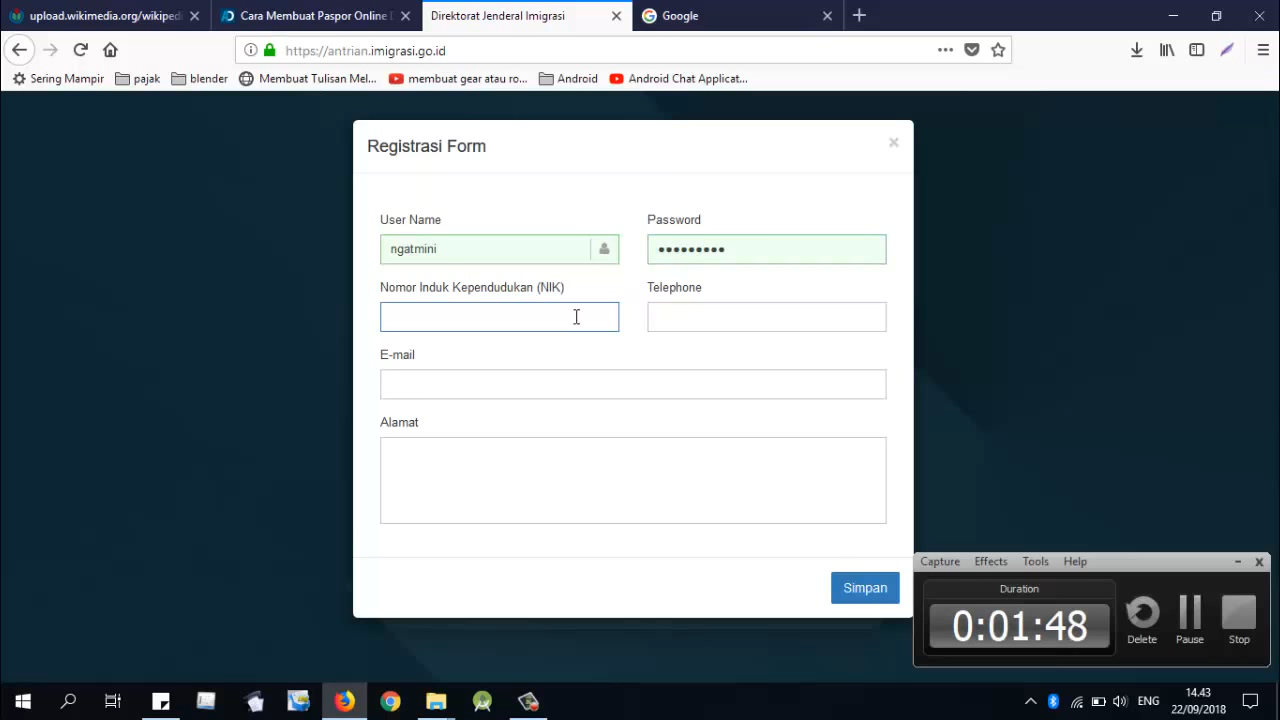 upload.wikimedia.org/wikiped
Cara Membuat Paspor Online
Direktorat Jenderal Imigrasi
Google
https://antrian.imigrasi.go.id
Sering Mampir
pajak
blender
Membuat Tulisan Mel...
membuat gear atau ro...
Android
Android Chat Applicat...
Registrasi Form
User Name
Password
ngatmini
•••••••••
Nomor Induk Kependudukan (NIK)
Telephone
E-mail
Alamat
Simpan
Capture Effects Tools Help
Duration
0:01:48
Delete Pause Stop
ENG
14.43
22/09/2018